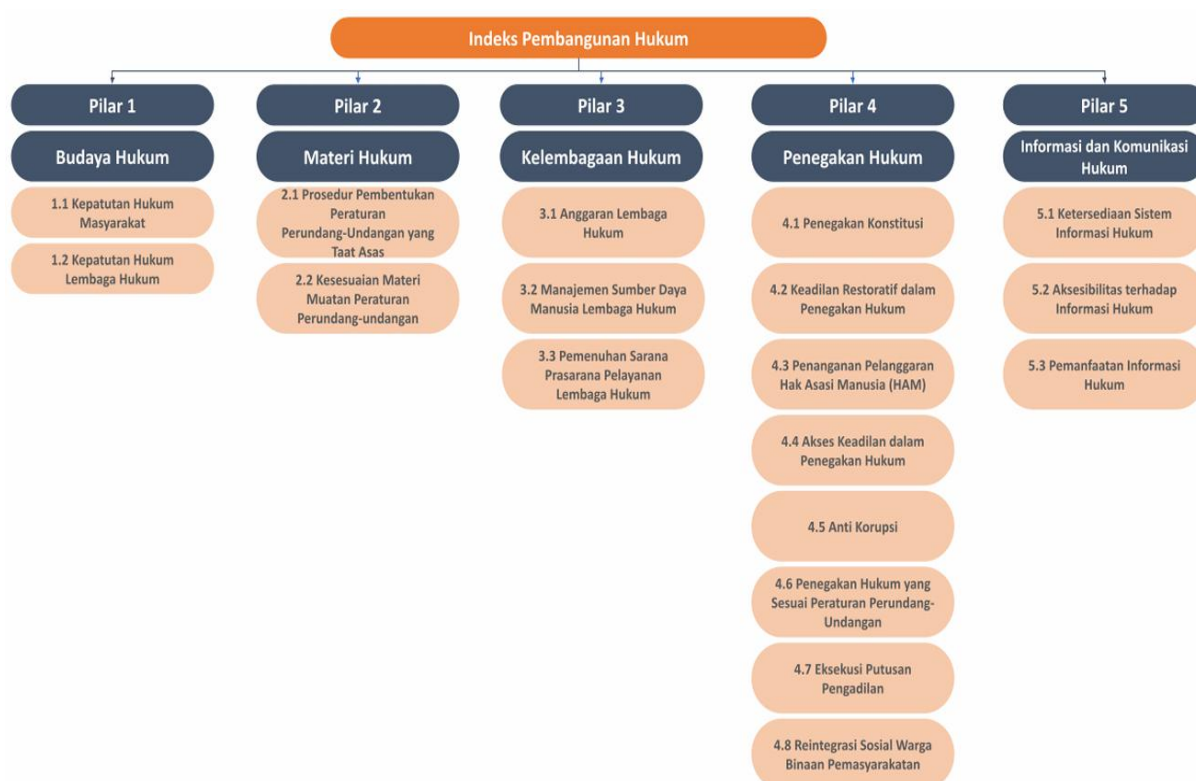 Indeks Pembangunan Hukum
Pilar 1
Budaya Hukum
1.1 Kepatutan Hukum
Masyarakat
1.2 Kepatutan Hukum
Lembaga Hukum
Pilar 2
Materi Hukum
2.1 Prosedur Pembentukan
Peraturan
Perundang-Undangan yang
Taat Asas
2.2 Kesesuaian Materi
Muatan Peraturan
Perundang-undangan
Pilar 3
Kelembagaan Hukum
3.1 Anggaran Lembaga
Hukum
3.2 Manajemen Sumber Daya
Manusia Lembaga Hukum
3.3 Pemenuhan Sarana
Prasarana Pelayanan
Lembaga Hukum
Pilar 4
Penegakan Hukum
4.1 Penegakan Konstitusi
4.2 Keadilan Restoratif dalam
Penegakan Hukum
4.3 Penanganan Pelanggaran
Hak Asasi Manusia (HAM)
4.4 Akses Keadilan dalam
Penegakan Hukum
4.5 Anti Korupsi
4.6 Penegakan Hukum yang
Sesuai Peraturan Perundang-
Undangan
4.7 Eksekusi Putusan
Pengadilan
4.8 Reintegrasi Sosial Warga
Binaan Pemasyarakatan
Pilar 5
Informasi dan Komunikasi
Hukum
5.1 Ketersediaan Sistem
Informasi Hukum
5.2 Aksesibilitas terhadap
Informasi Hukum
5.3 Pemanfaatan Informasi
Hukum